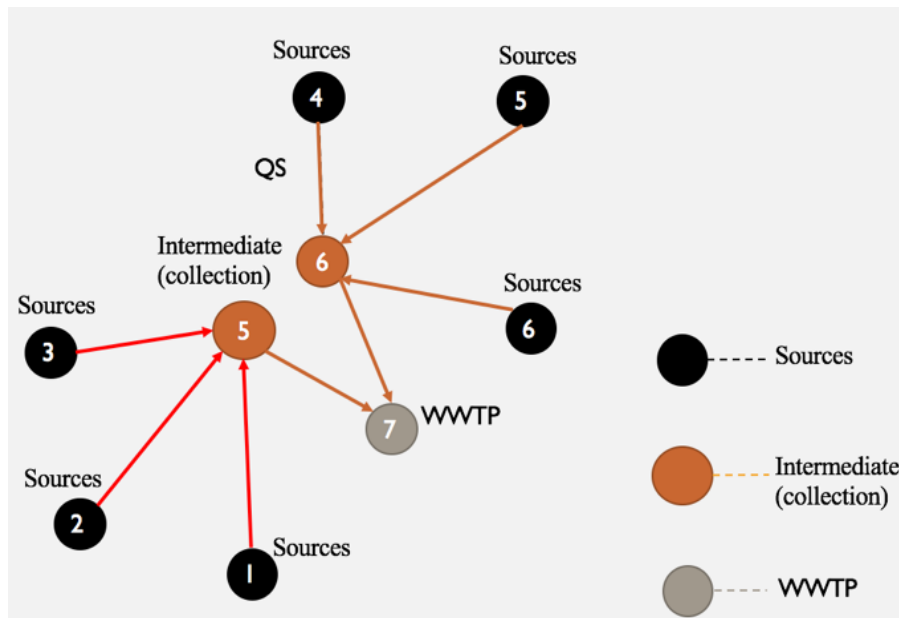 Sources
Sources
4
5
QS
Intermediate
(collection)
6
Sources
6
Sources
3
5
7
WWTP
Sources
2
Sources
1
Sources
Intermediate
(collection)
WWTP